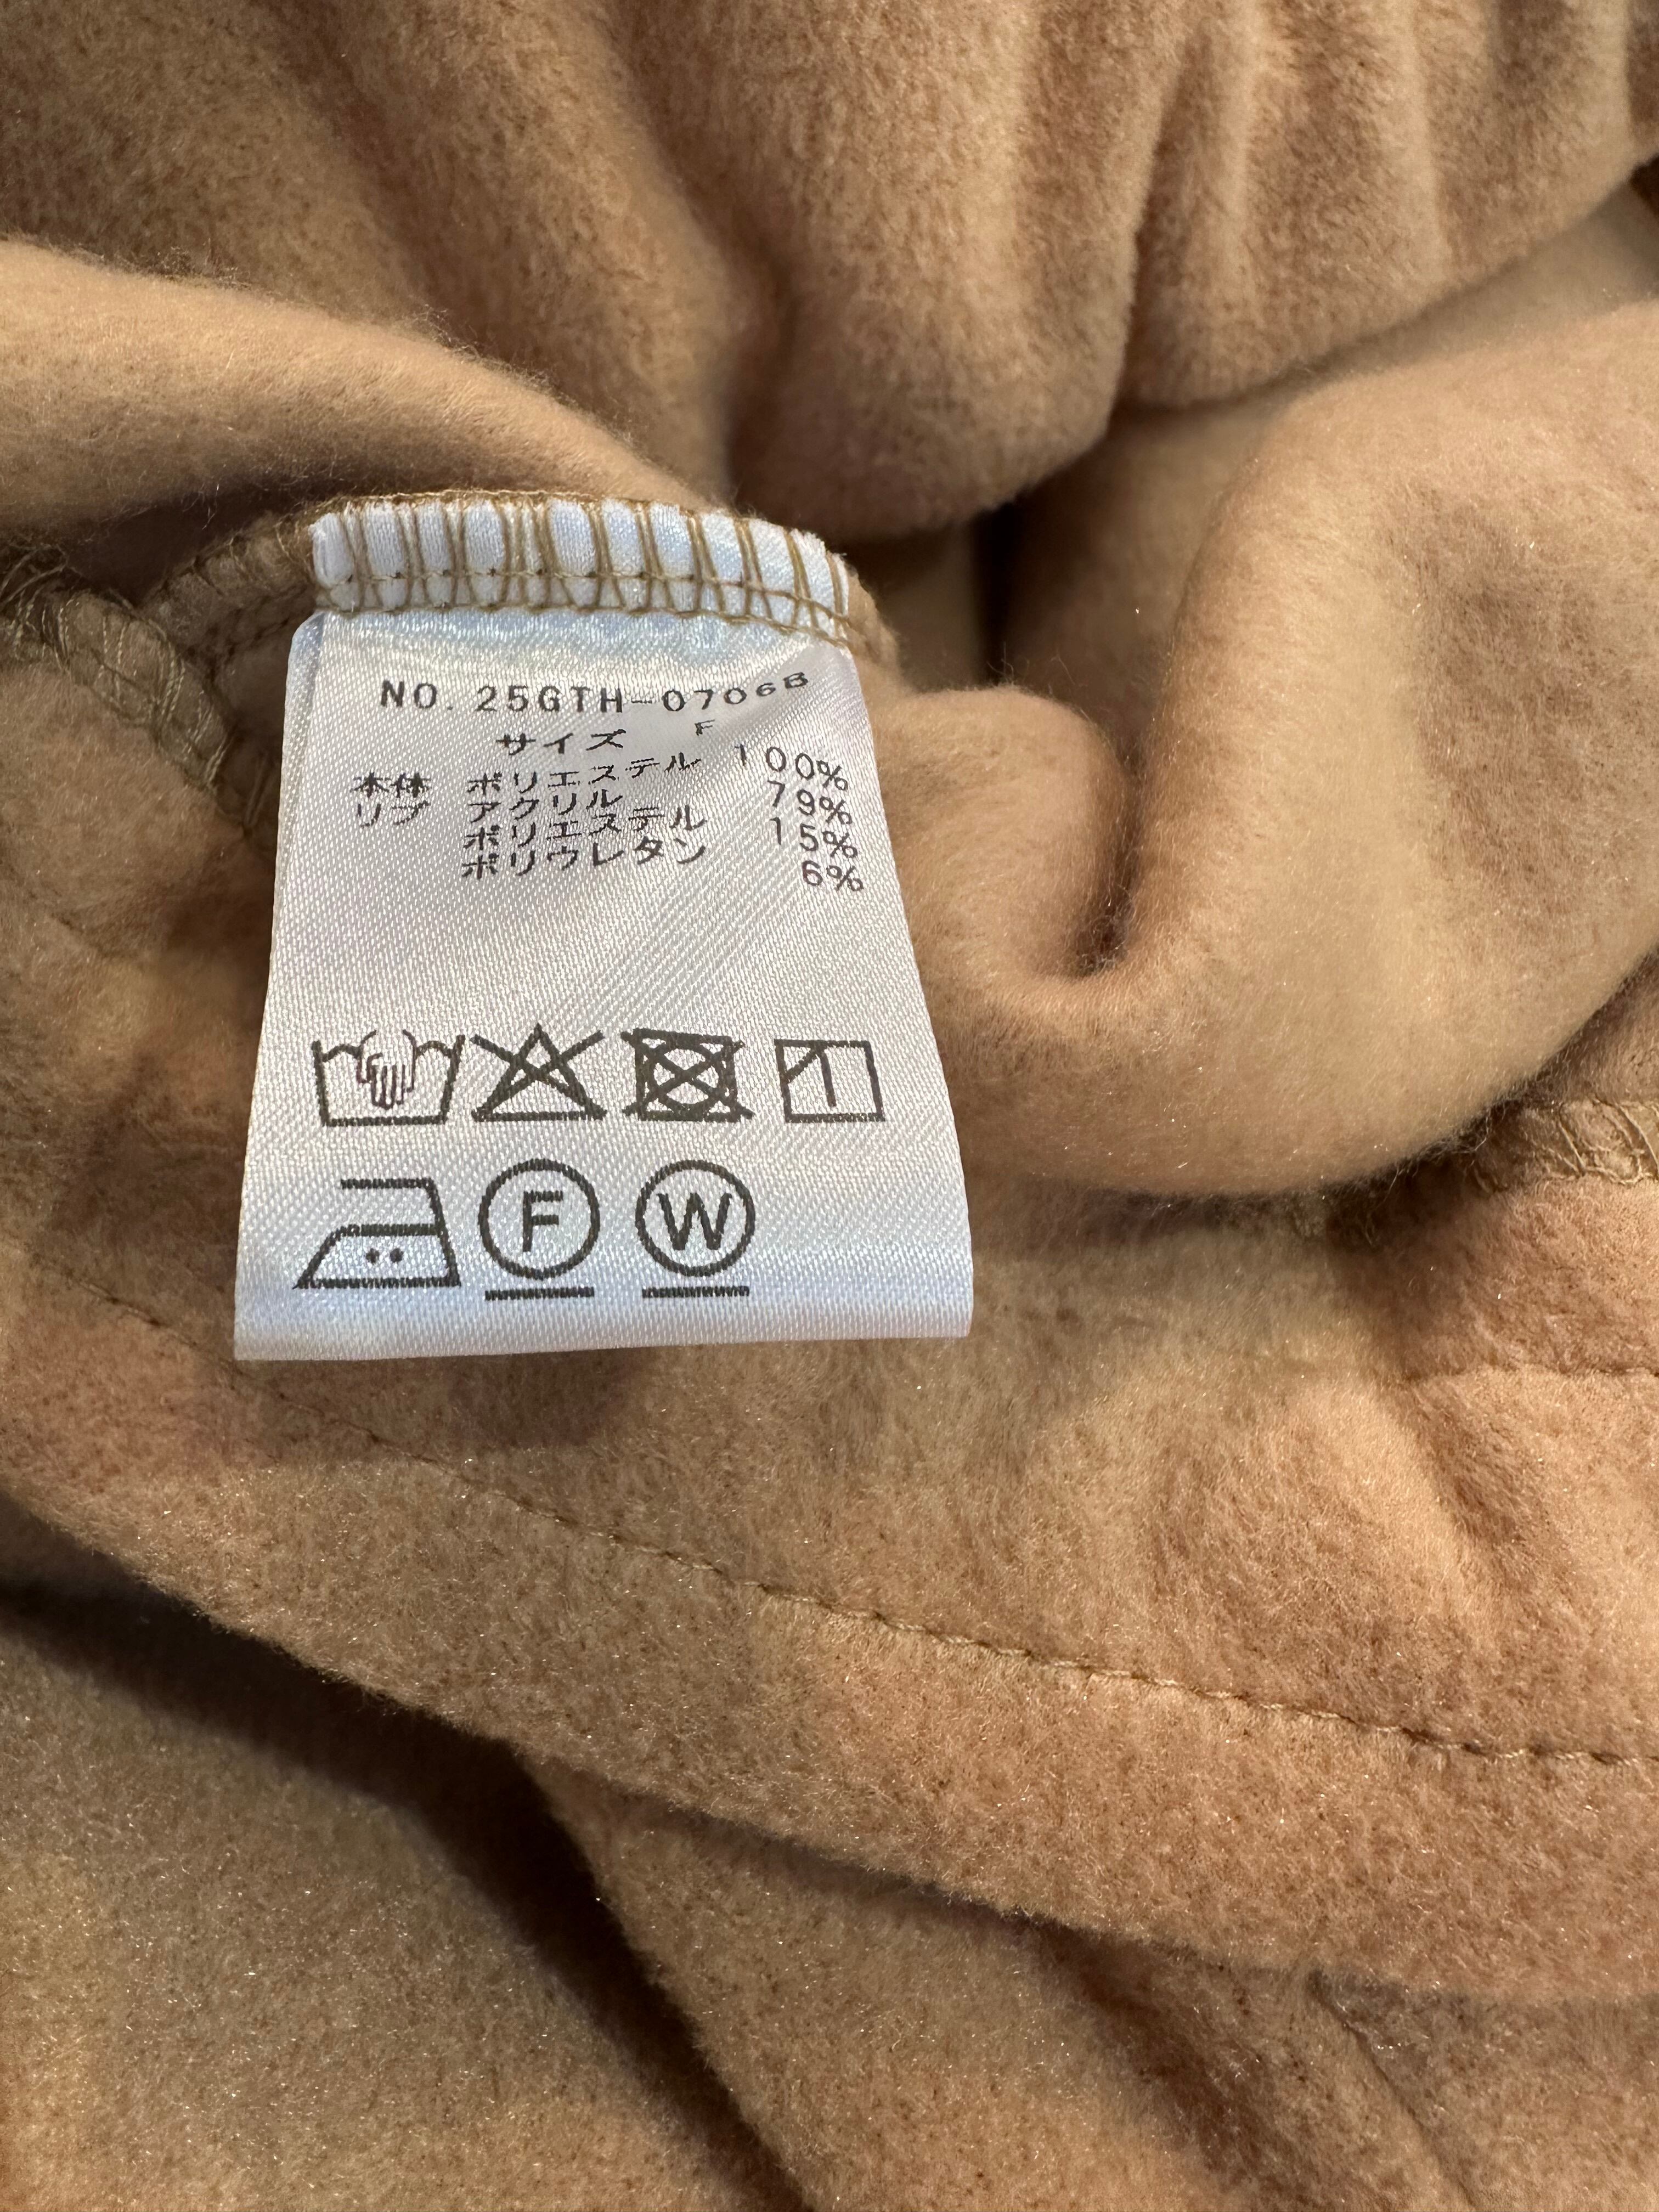 NO. 25GTH-0706B
サイズ F
本体 ポリエステル 100%
リブ アクリル 79%
ポリエステル 15%
ポリウレタン 6%
F W